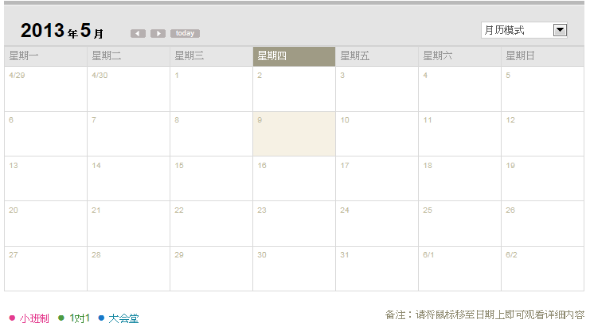 2013年5月 today 月历模式
星期一 星期二 星期三 星期四 星期五 星期六 星期日
4/29 4/30 1 2 3 4 5
6 7 8 9 10 11 12
13 14 15 16 17 18 19
20 21 22 23 24 25 26
27 28 29 30 31 6/1 6/2
小班制 1对1 大会堂 备注：请将鼠标移至日期上即可观看详细内容